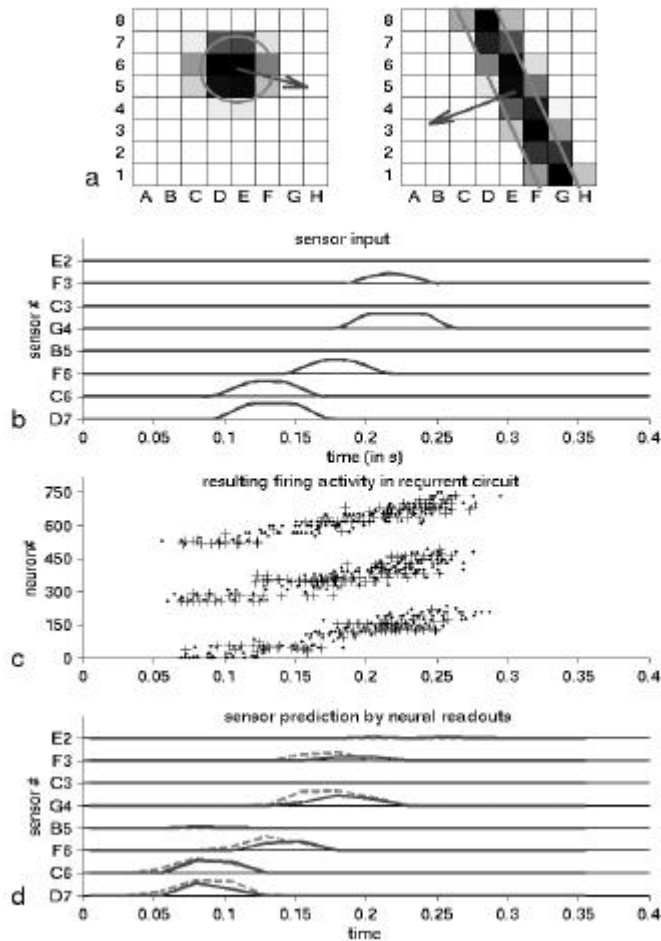 8 7 6 5 4 3 2 1
A B C D E F G H
8 7 6 5 4 3 2 1
A B C D E F G H
a
sensor input
sensor #
E2
F3
C3
G4
B5
F6
C6
D7
0 0.05 0.1 0.15 0.2 0.25 0.3 0.35 0.4
time (in s)
b
resulting firing activity in recurrent circuit
neuron#
750
600
450
300
150
0
0 0.05 0.1 0.15 0.2 0.25 0.3 0.35 0.4
c
sensor prediction by neural readouts
sensor #
E2
F3
C3
G4
B5
F6
C6
D7
0 0.05 0.1 0.15 0.2 0.25 0.3 0.35 0.4
time
d